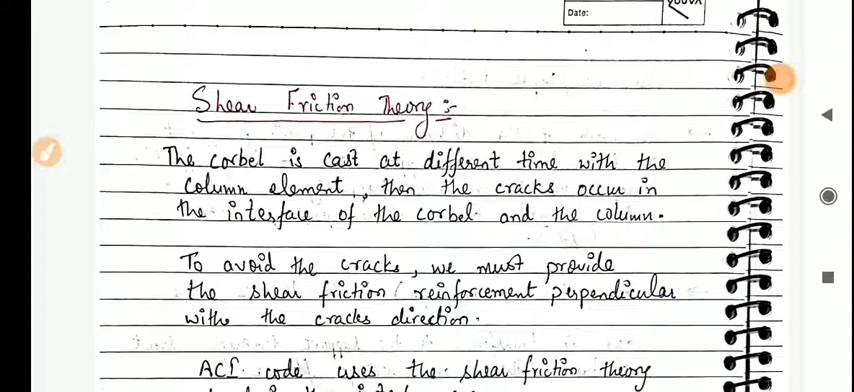 Date:
YOUVA
Shear Friction Theory :-
The corbel is cast at different time with the
column element, then the cracks occur in
the interface of the corbel and the column.
To avoid the cracks, we must provide
the shear friction reinforcement perpendicular
with the cracks direction.
ACI code uses the shear friction theory